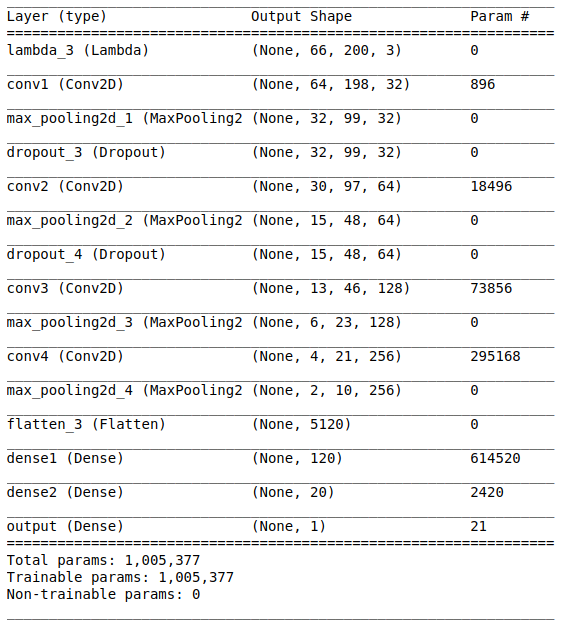 Layer (type) Output Shape Param #
lambda_3 (Lambda) (None, 66, 200, 3) 0
conv1 (Conv2D) (None, 64, 198, 32) 896
max_pooling2d_1 (MaxPooling2 (None, 32, 99, 32) 0
dropout_3 (Dropout) (None, 32, 99, 32) 0
conv2 (Conv2D) (None, 30, 97, 64) 18496
max_pooling2d_2 (MaxPooling2 (None, 15, 48, 64) 0
dropout_4 (Dropout) (None, 15, 48, 64) 0
conv3 (Conv2D) (None, 13, 46, 128) 73856
max_pooling2d_3 (MaxPooling2 (None, 6, 23, 128) 0
conv4 (Conv2D) (None, 4, 21, 256) 295168
max_pooling2d_4 (MaxPooling2 (None, 2, 10, 256) 0
flatten_3 (Flatten) (None, 5120) 0
dense1 (Dense) (None, 120) 614520
dense2 (Dense) (None, 20) 2420
output (Dense) (None, 1) 21
Total params: 1,005,377
Trainable params: 1,005,377
Non-trainable params: 0